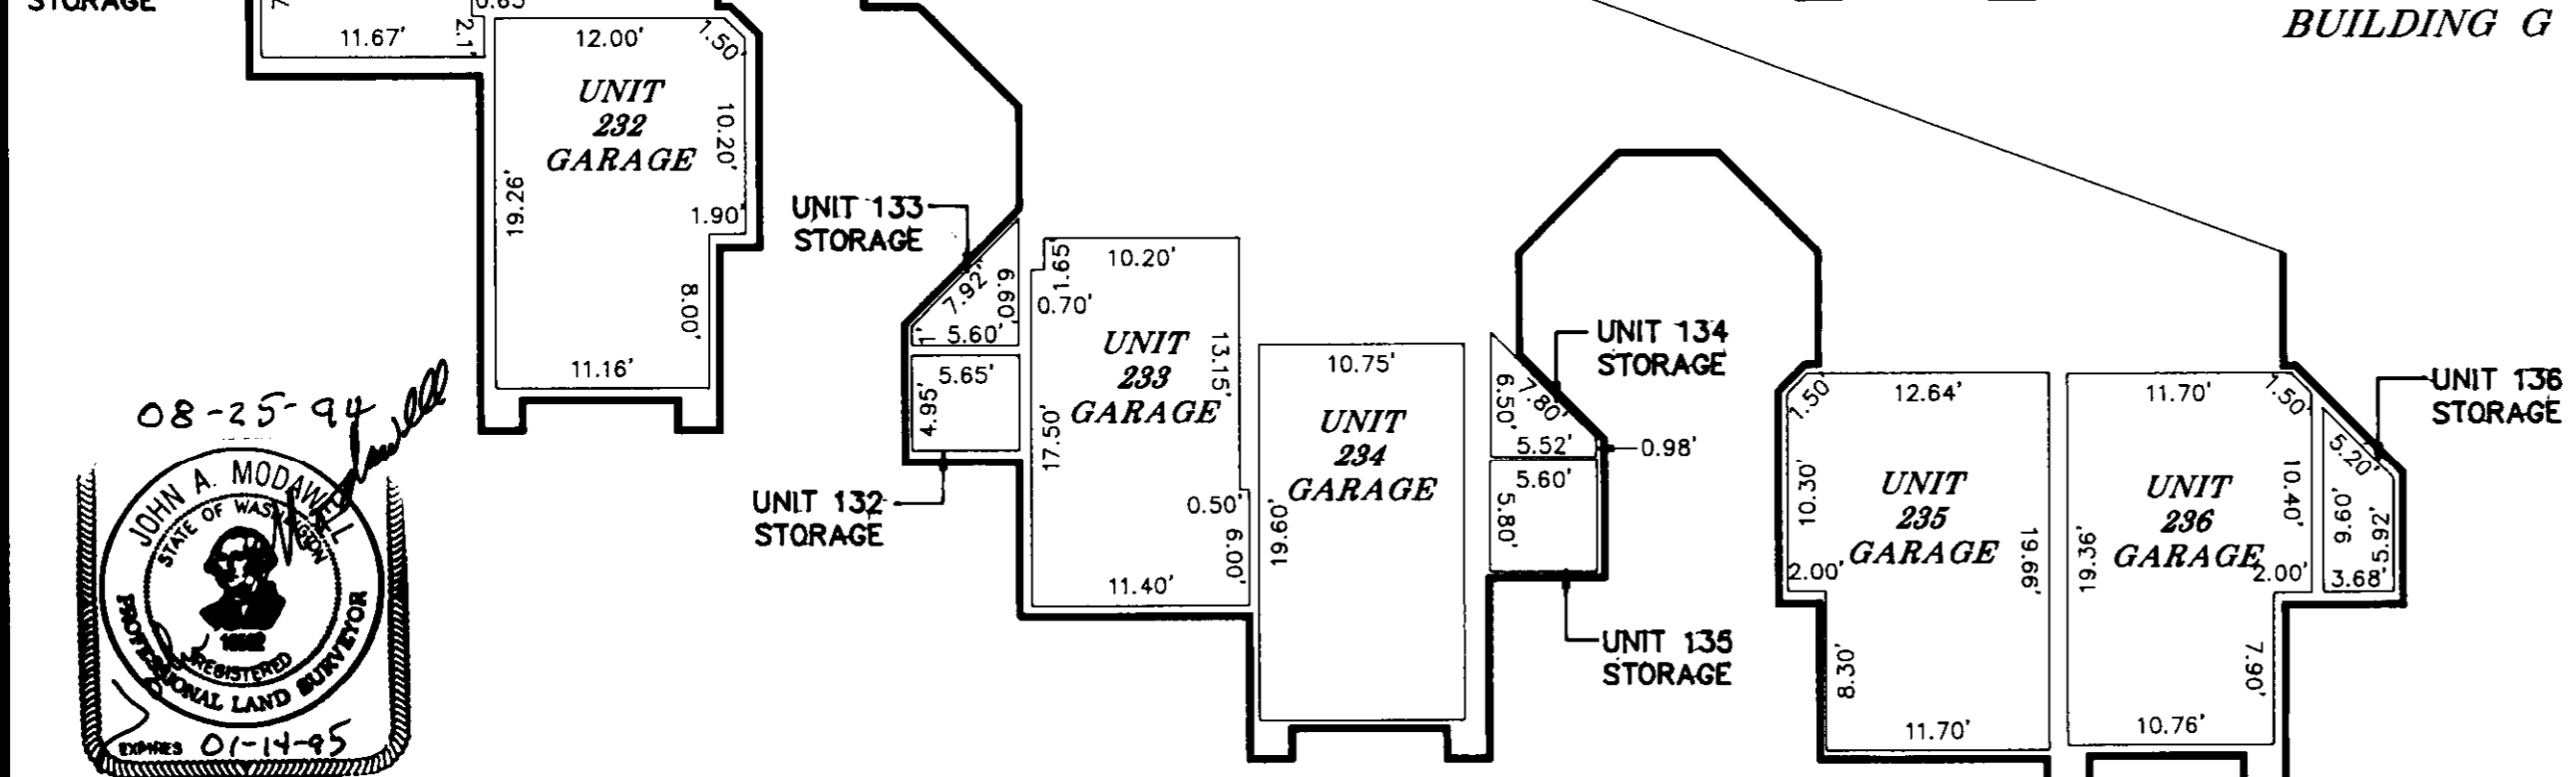 STORAGE
11.67'
2.1'
0.65'
BUILDING G
12.00'
1.50'
UNIT
232
GARAGE
10.20'
19.26'
1.90'
8.00'
11.16'
UNIT 133
STORAGE
7.92'
6.60'
5.60'
1'
5.65'
4.95'
UNIT 132
STORAGE
1.65'
10.20'
0.70'
UNIT
233
GARAGE
13.15'
17.50'
0.50'
6.00'
11.40'
10.75'
UNIT
234
GARAGE
19.60'
UNIT 134
STORAGE
6.50'
7.80'
5.52'
0.98'
5.60'
5.80'
UNIT 135
STORAGE
1.50'
12.64'
10.30'
UNIT
235
GARAGE
2.00'
19.66'
8.30'
11.70'
11.70'
1.50'
UNIT
236
GARAGE
10.40'
19.36'
2.00'
7.90'
10.76'
UNIT 136
STORAGE
5.20'
9.60'
5.92'
3.68'
08-25-94
JOHN A. MODAWELL
STATE OF WASHINGTON
REGISTERED
PROFESSIONAL LAND SURVEYOR
EXPIRES 01-14-95